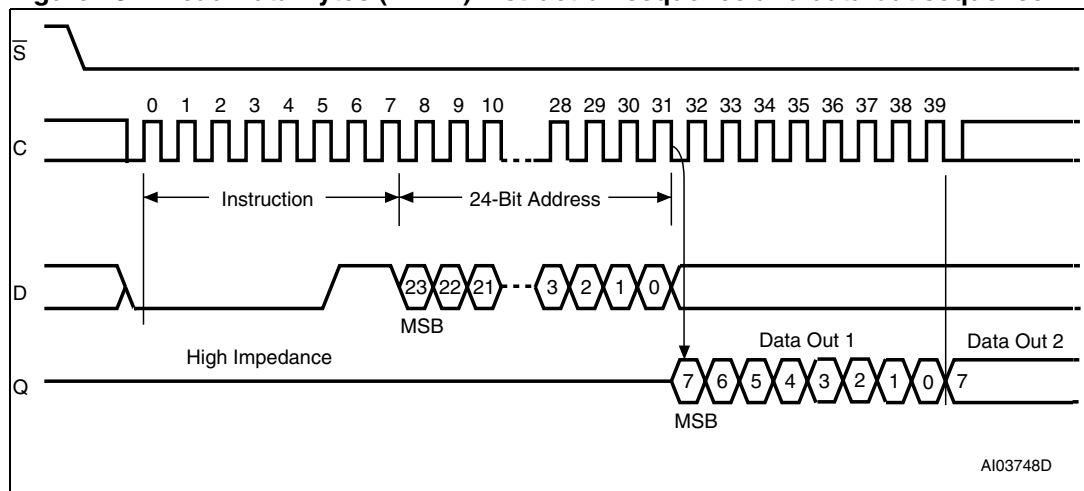 S
0 1 2 3 4 5 6 7 8 9 10 28 29 30 31 32 33 34 35 36 37 38 39
C
Instruction 24-Bit Address
D
23 22 21 3 2 1 0
MSB
High Impedance Data Out 1 Data Out 2
Q
7 6 5 4 3 2 1 0 7
MSB
AI03748D